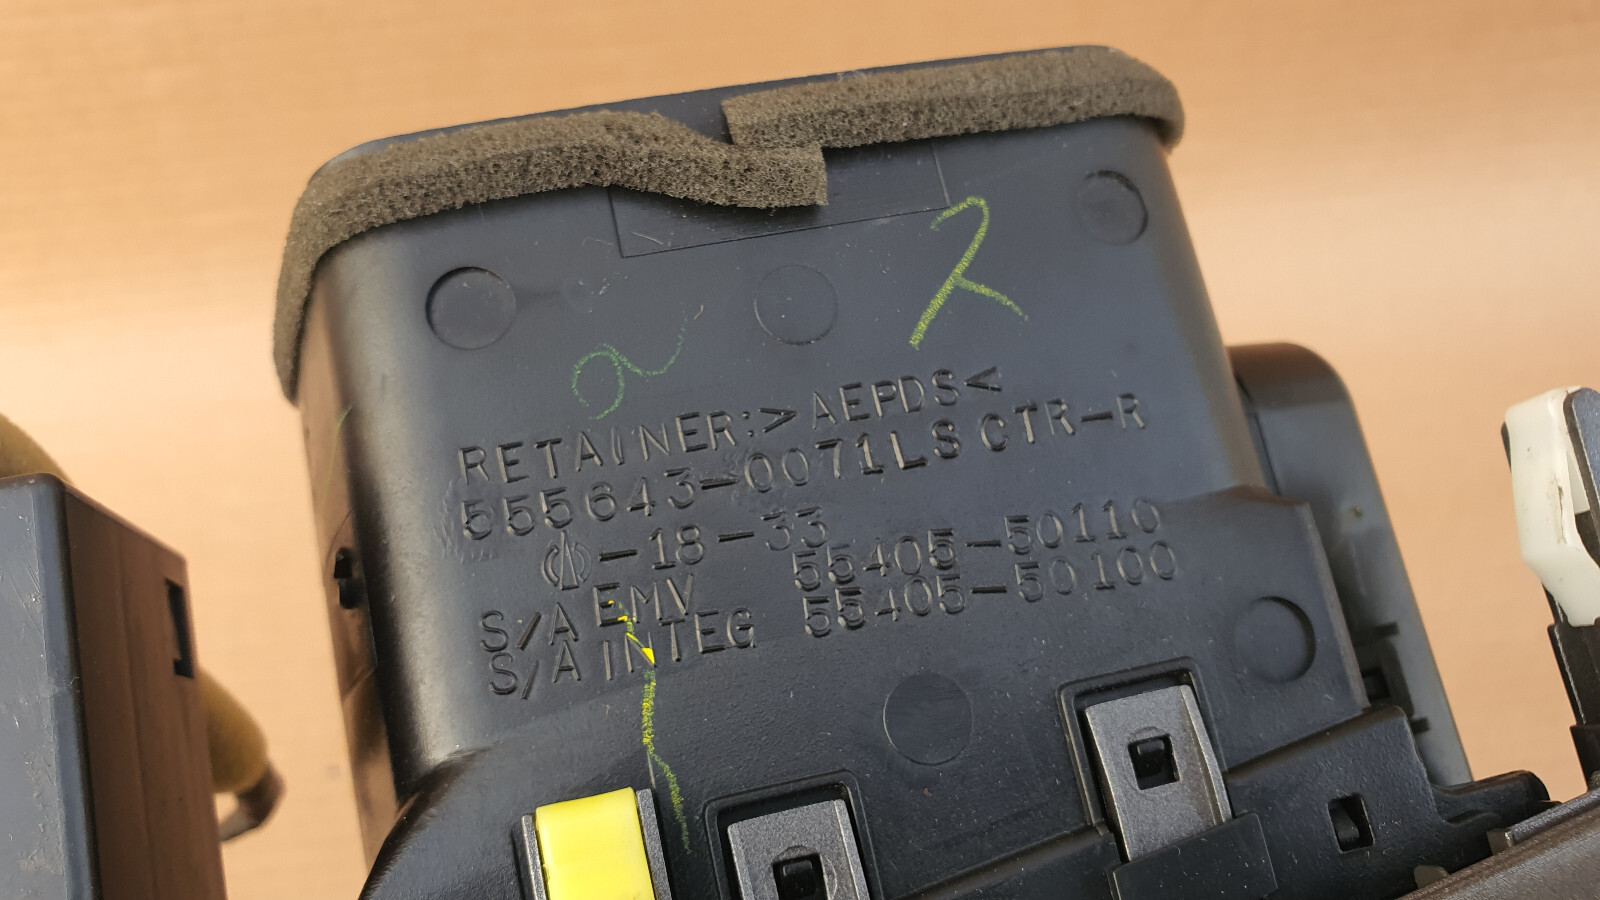 RETAINER:>AEPDS<
555643-0071LS CTR-R
-18-33
S/A EMV 55405-50110
S/A INTEG 55405-50100